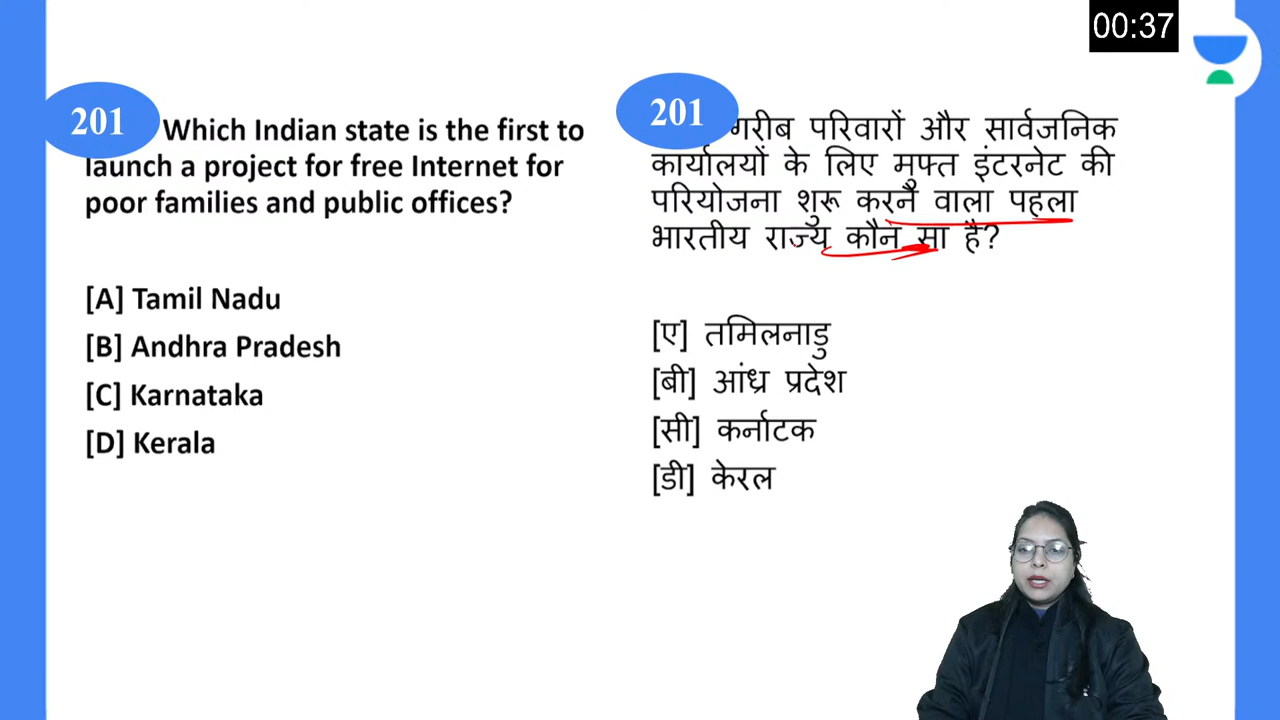 00:37
201
Which Indian state is the first to
launch a project for free Internet for
poor families and public offices?
[A] Tamil Nadu
[B] Andhra Pradesh
[C] Karnataka
[D] Kerala
201
गरीब परिवारों और सार्वजनिक
कार्यालयों के लिए मुफ्त इंटरनेट की
परियोजना शुरू करने वाला पहला
भारतीय राज्य कौन सा है?
[ए] तमिलनाडु
[बी] आंध्र प्रदेश
[सी] कर्नाटक
[डी] केरल